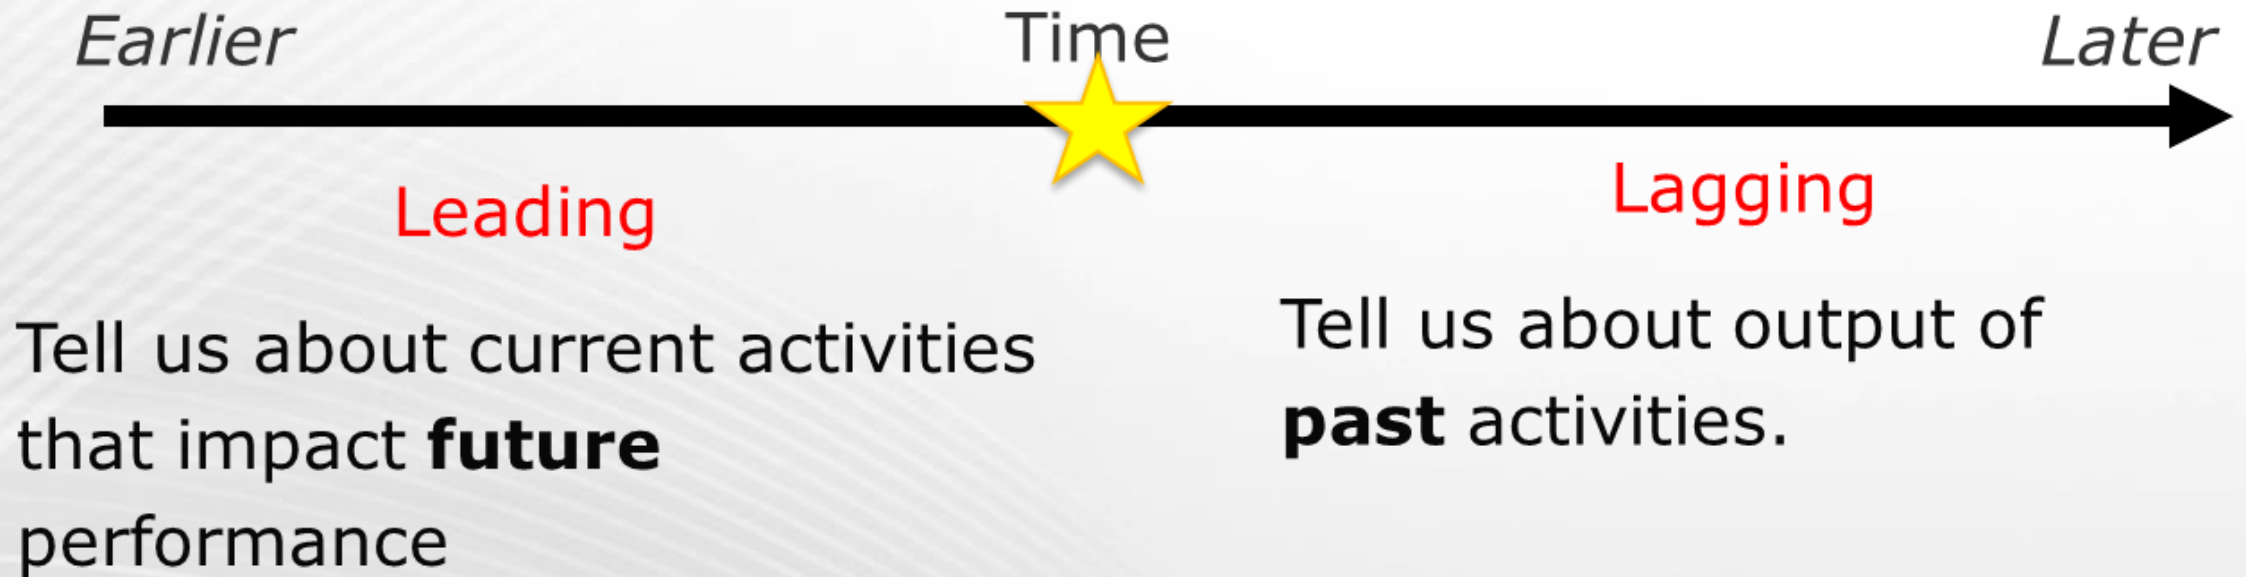 Earlier
Time
Later
Leading
Lagging
Tell us about current activities
that impact future
performance
Tell us about output of
past activities.